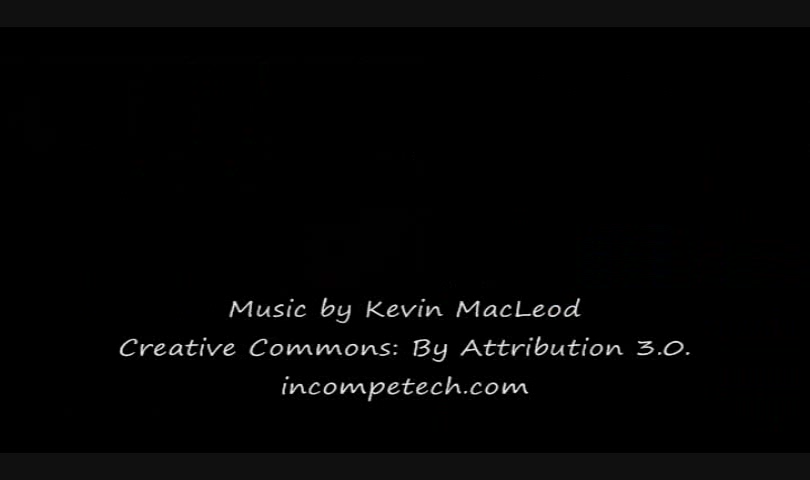 Music by Kevin MacLeod
Creative Commons: By Attribution 3.0.
incompetech.com